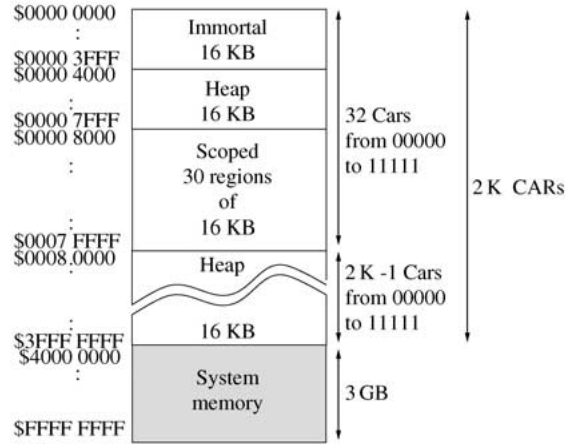 $0000 0000
:
$0000 3FFF
$0000 4000
:
$0000 7FFF
$0000 8000
:
:
$0007 FFFF
$0008.0000
:
:
$3FFF FFFF
$4000 0000
:
$FFFF FFFF
Immortal
16 KB
Heap
16 KB
Scoped
30 regions
of
16 KB
Heap
16 KB
System
memory
32 Cars
from 00000
to 11111
2 K -1 Cars
from 00000
to 11111
3 GB
2 K CARs